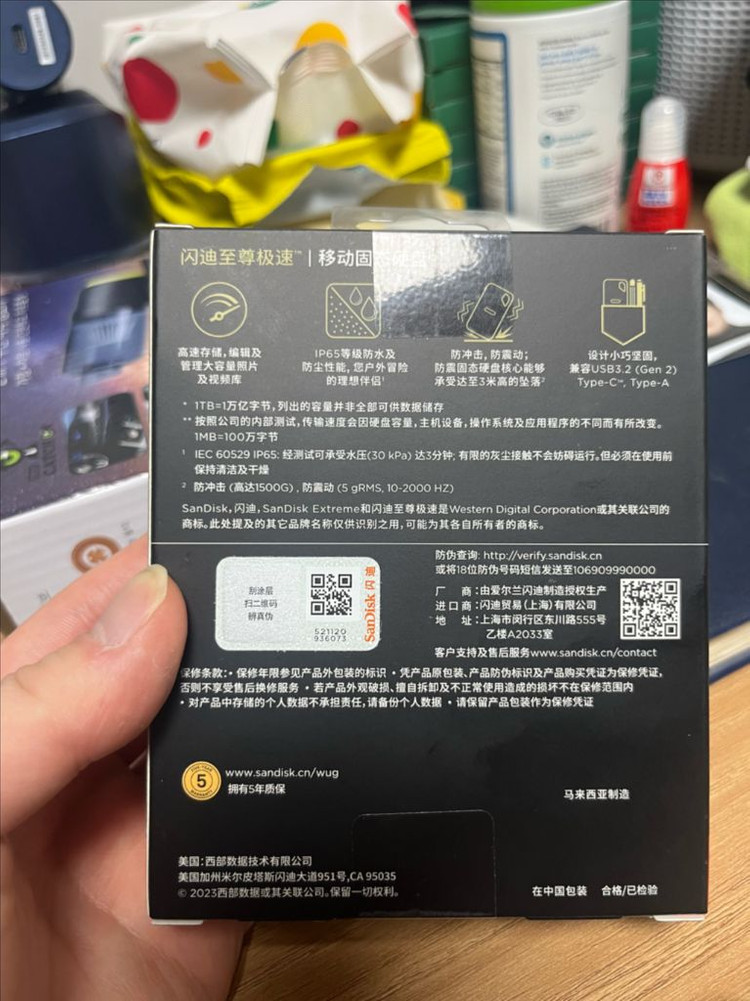 闪迪至尊极速™ | 移动固态硬盘
高速存储,编辑及
管理大容量照片
及视频库
IP65等级防水及
防尘性能,您户外冒险
的理想伴侣¹
防冲击,防震动;
防震固态硬盘核心能够
承受达至3米高的坠落²
设计小巧坚固,
兼容USB3.2 (Gen 2)
Type-C™, Type-A
* 1TB=1万亿字节,列出的容量并非全部可供数据储存
** 按照公司的内部测试,传输速度会因硬盘容量,主机设备,操作系统及应用程序的不同而有所改变。
1MB=100万字节
¹ IEC 60529 IP65: 经测试可承受水压(30 kPa) 达3分钟; 有限的灰尘接触不会妨碍运行。但必须在使用前
保持清洁及干燥
² 防冲击 (高达1500G) , 防震动 (5 gRMS, 10-2000 HZ)
SanDisk, 闪迪, SanDisk Extreme和闪迪至尊极速是Western Digital Corporation或其关联公司的
商标。此处提及的其它品牌名称仅供识别之用,可能为其各自所有者的商标。
刮涂层
扫二维码
辨真伪
521120
936073
SanDisk 闪迪
防伪查询: http://verify.sandisk.cn
或将18位防伪号码短信发送至106909990000
厂 商:由爱尔兰闪迪制造授权生产
进口商:闪迪贸易(上海)有限公司
地 址:上海市闵行区东川路555号
乙楼A2033室
客户支持及售后服务www.sandisk.cn/contact
保修条款: • 保修年限参见产品外包装的标识 • 凭产品原包装、产品防伪标识及产品购买凭证为保修凭证,
否则不享受售后换修服务 • 若产品外观破损、擅自拆卸及不正常使用造成的损坏不在保修范围内
• 对产品中存储的个人数据不承担责任,请备份个人数据 • 请保留产品包装作为保修凭证
5
www.sandisk.cn/wug
拥有5年质保
马来西亚制造
美国:西部数据技术有限公司
美国加州米尔皮塔斯闪迪大道951号,CA 95035
© 2023西部数据或其关联公司。保留一切权利。
在中国包装 合格/已检验